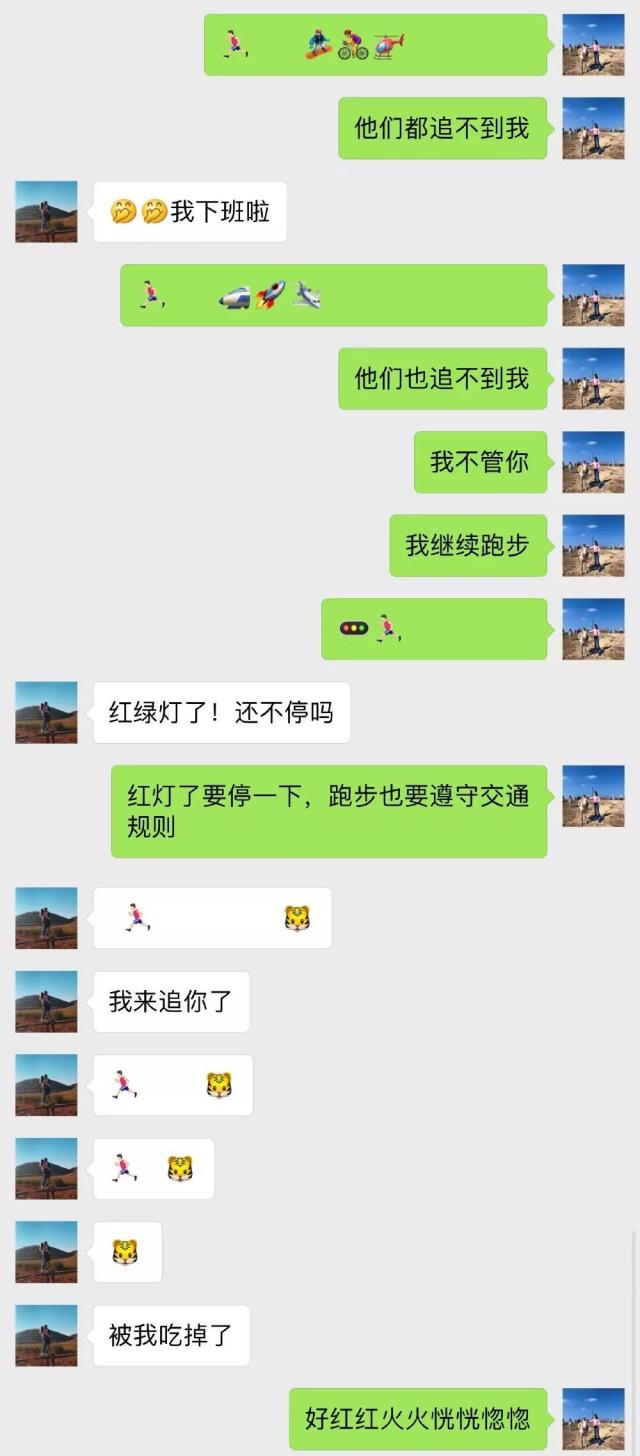 他们都追不到我
我下班啦
他们也追不到我
我不管你
我继续跑步
红绿灯了！还不停吗
红灯了要停一下，跑步也要遵守交通
规则
我来追你了
被我吃掉了
好红红火火恍恍惚惚